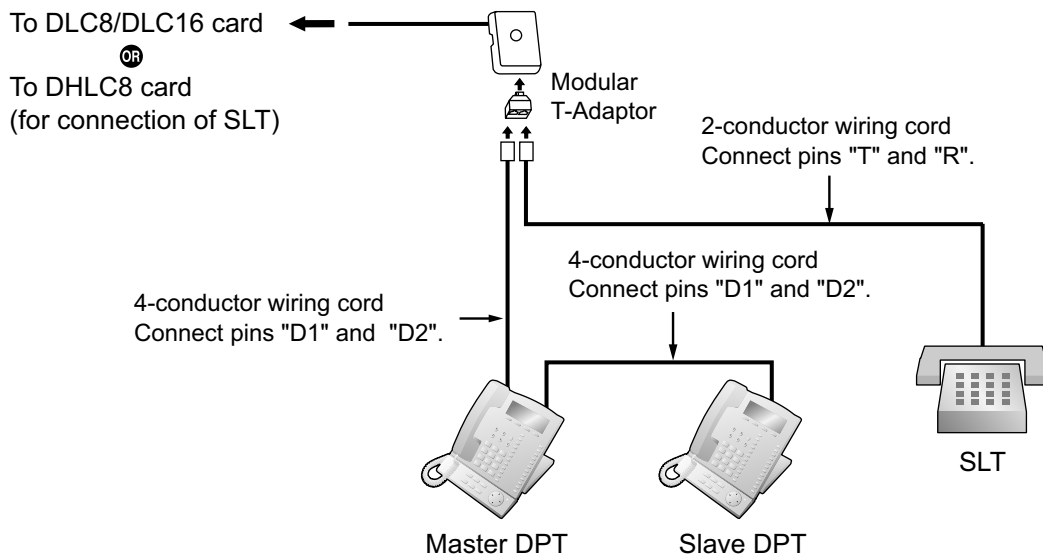 To DLC8/DLC16 card
OR
To DHLC8 card
(for connection of SLT)
Modular
T-Adaptor
2-conductor wiring cord
Connect pins "T" and "R".
4-conductor wiring cord
Connect pins "D1" and "D2".
4-conductor wiring cord
Connect pins "D1" and "D2".
SLT
Master DPT
Slave DPT